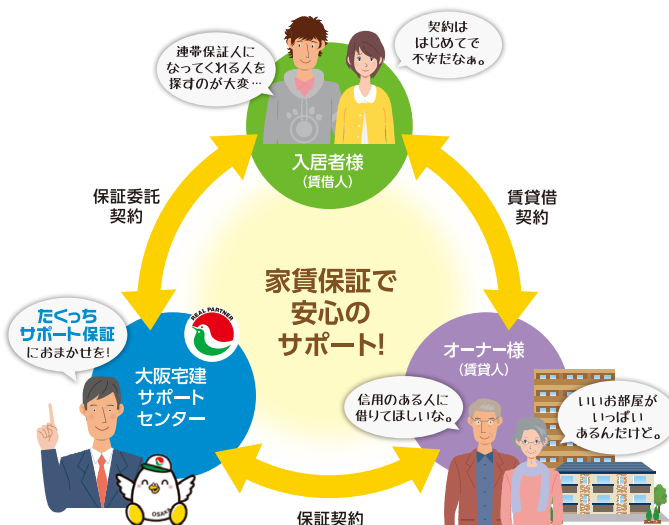 連帯保証人に
なってくれる人を
探すのが大変…
契約は
はじめてで
不安だなぁ。
入居者様
（賃借人）
保証委託
契約
賃貸借
契約
家賃保証で
安心の
サポート!
たくっち
サポート保証
におまかせを!
REAL PARTNER
大阪宅建
サポート
センター
オーナー様
（賃貸人）
信用のある人に
借りてほしいな。
いいお部屋が
いっぱい
あるんだけど。
OSAKA
保証契約